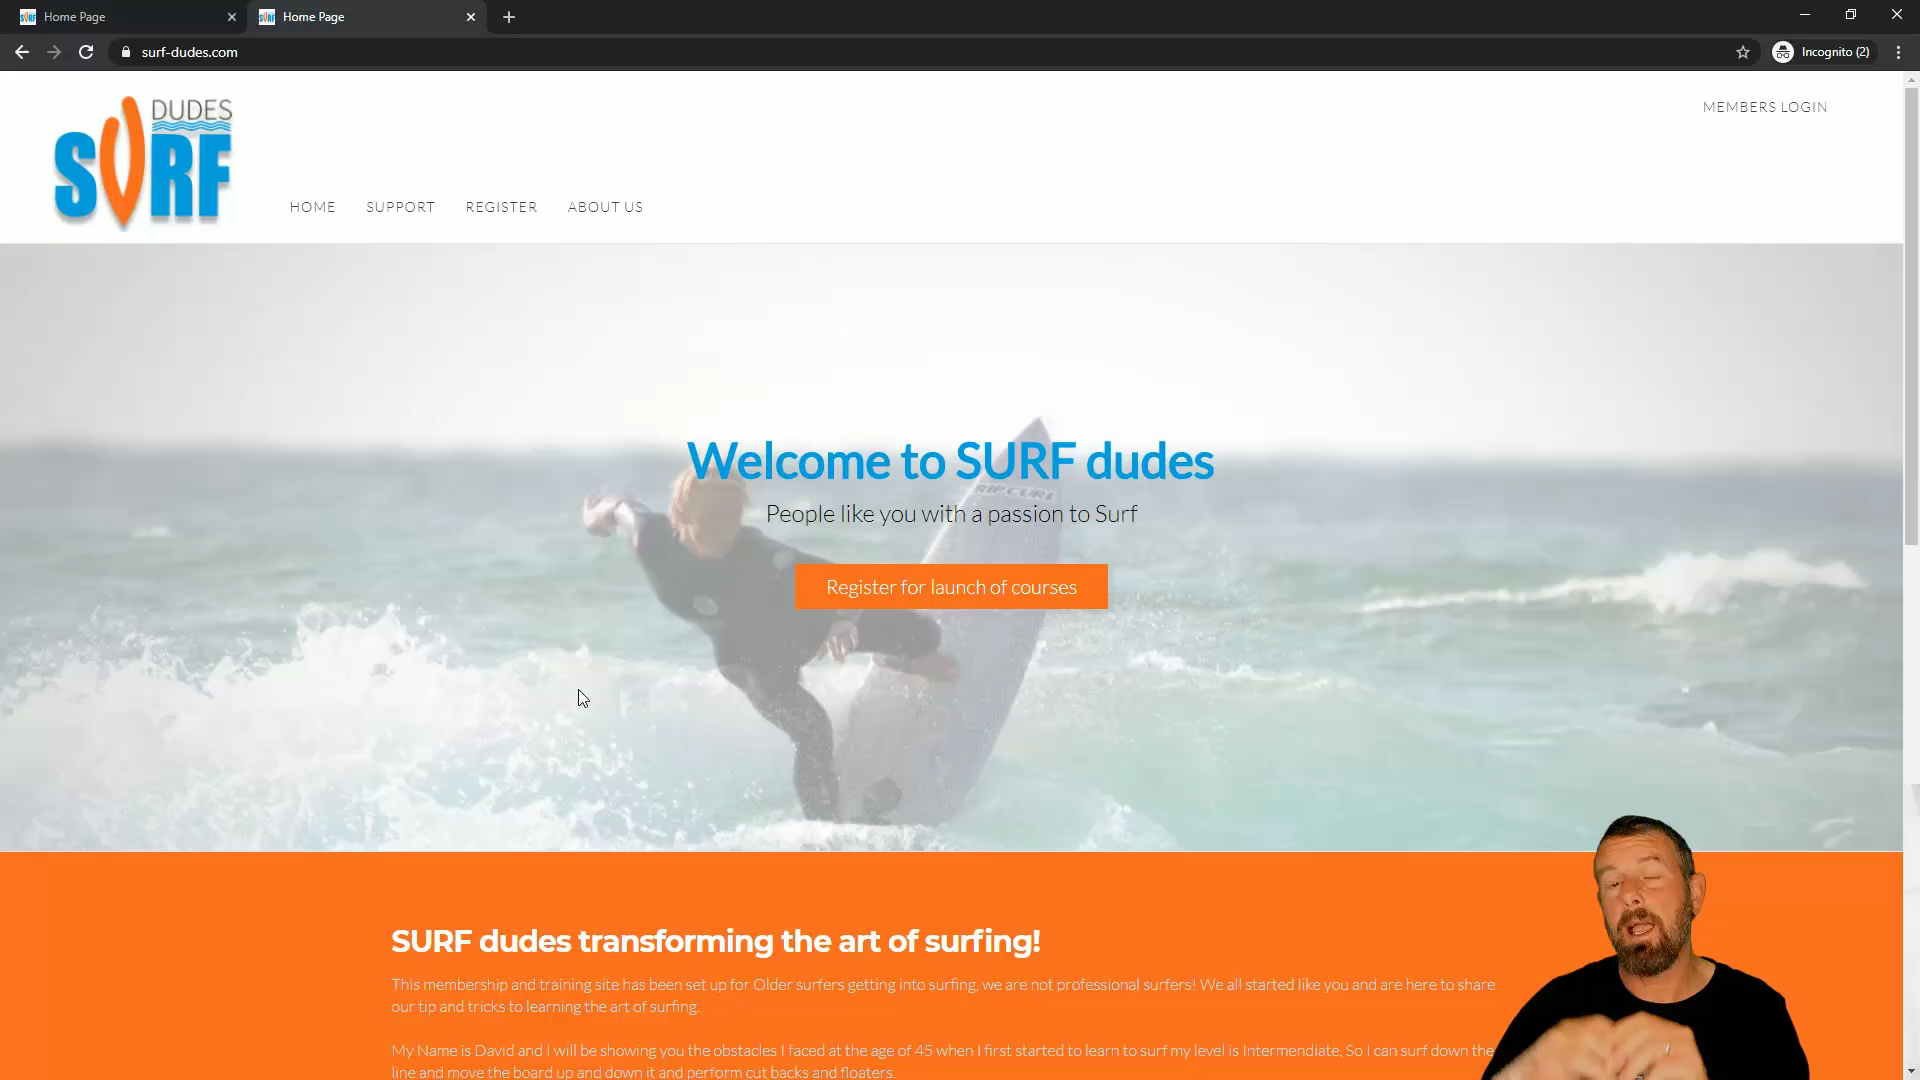 Home Page
Home Page
surf-dudes.com
Incognito (2)
DUDES
SURF
MEMBERS LOGIN
HOME
SUPPORT
REGISTER
ABOUT US
Welcome to SURF dudes
RIPCURL
People like you with a passion to Surf
Register for launch of courses
SURF dudes transforming the art of surfing!
This membership and training site has been set up for Older surfers getting into surfing, we are not professional surfers! We all started like you and are here to share
our tip and tricks to learning the art of surfing.
My Name is David and I will be showing you the obstacles I faced at the age of 45 when I first started to learn to surf my level is Intermendiate, So I can surf down the
line and move the board up and down it and perform cut backs and floaters.